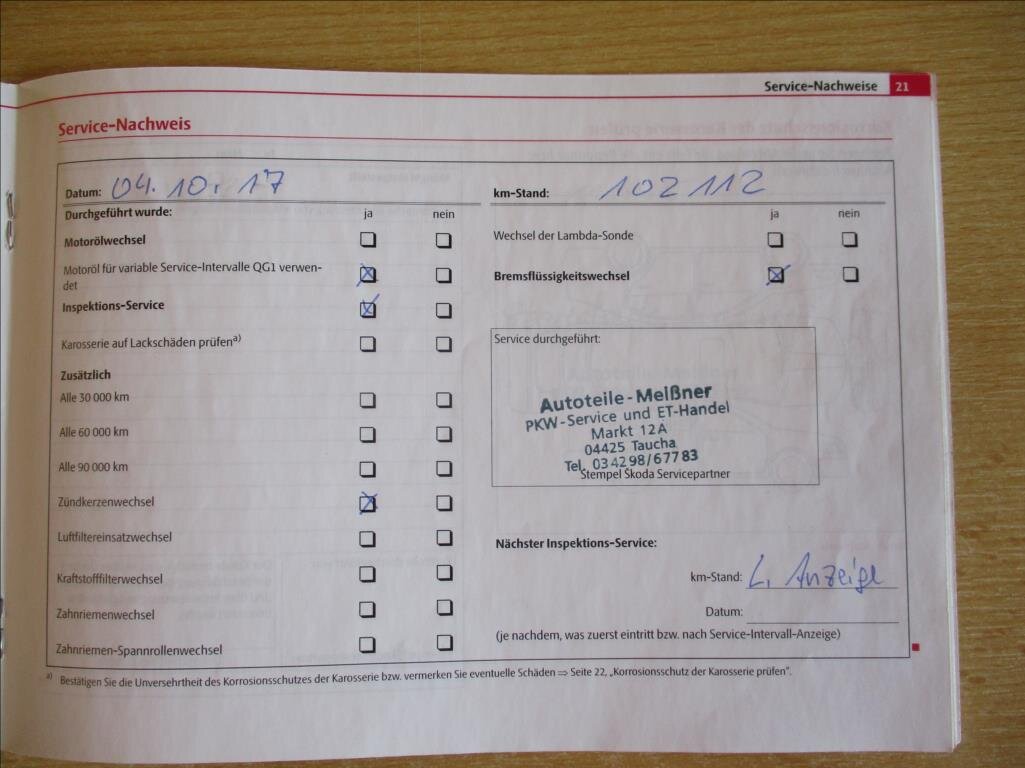 Service-Nachweise 21
Service-Nachweis
Datum: 04.10.17
Durchgeführt wurde: ja nein
Motorölwechsel
Motoröl für variable Service-Intervalle QG1 verwen-
det
Inspektions-Service
Karosserie auf Lackschäden prüfen a)
Zusätzlich
Alle 30 000 km
Alle 60 000 km
Alle 90 000 km
Zündkerzenwechsel
Luftfiltereinsatzwechsel
Kraftstofffilterwechsel
Zahnriemenwechsel
Zahnriemen-Spannrollenwechsel
km-Stand: 102112
ja nein
Wechsel der Lambda-Sonde
Bremsflüssigkeitswechsel
Service durchgeführt:
Autoteile - Meißner
PKW-Service und ET-Handel
Markt 12A
04425 Taucha
Tel. 034298/67783
Stempel Škoda Servicepartner
Nächster Inspektions-Service:
km-Stand: L. Anzeige
Datum:
(je nachdem, was zuerst eintritt bzw. nach Service-Intervall-Anzeige)
a) Bestätigen Sie die Unversehrtheit des Korrosionsschutzes der Karosserie bzw. vermerken Sie eventuelle Schäden ⇒ Seite 22, „Korrosionsschutz der Karosserie prüfen".